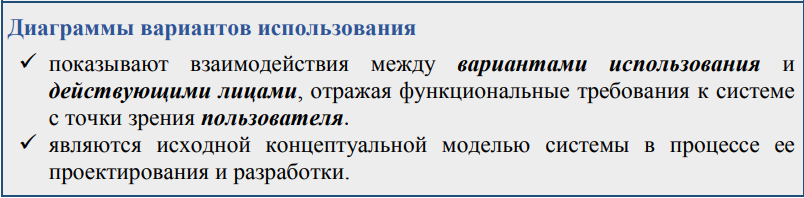 Диаграммы вариантов использования
✓ показывают взаимодействия между вариантами использования и
действующими лицами, отражая функциональные требования к системе
с точки зрения пользователя.
✓ являются исходной концептуальной моделью системы в процессе ее
проектирования и разработки.